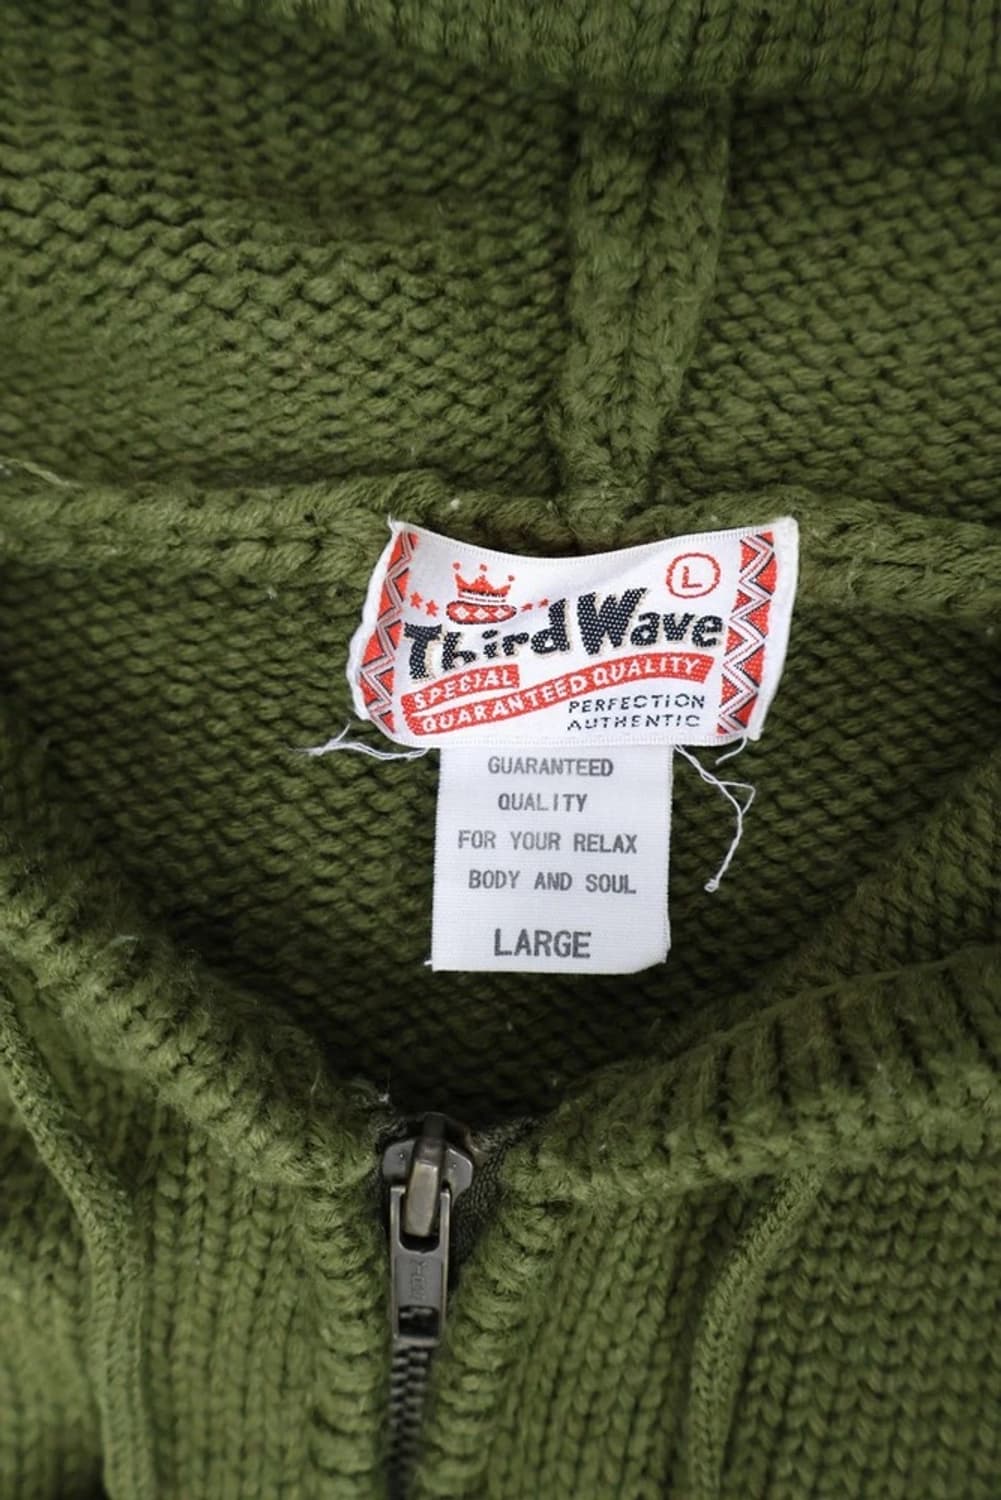 L
Third Wave
SPECIAL
GUARANTEED QUALITY
PERFECTION
AUTHENTIC
GUARANTEED
QUALITY
FOR YOUR RELAX
BODY AND SOUL
LARGE